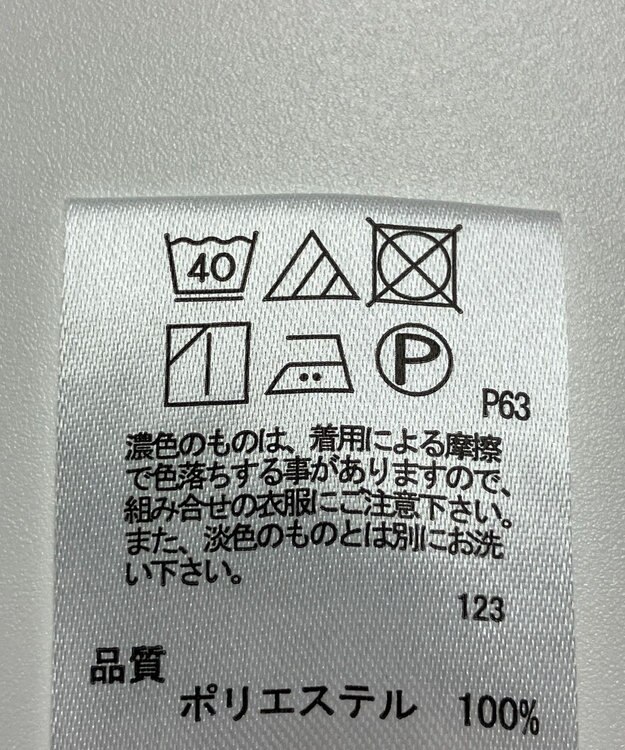 40
P
P63
濃色のものは、着用による摩擦
で色落ちする事がありますので、
組み合せの衣服にご注意下さい。
また、淡色のものとは別にお洗
い下さい。
123
品質
ポリエステル 100%